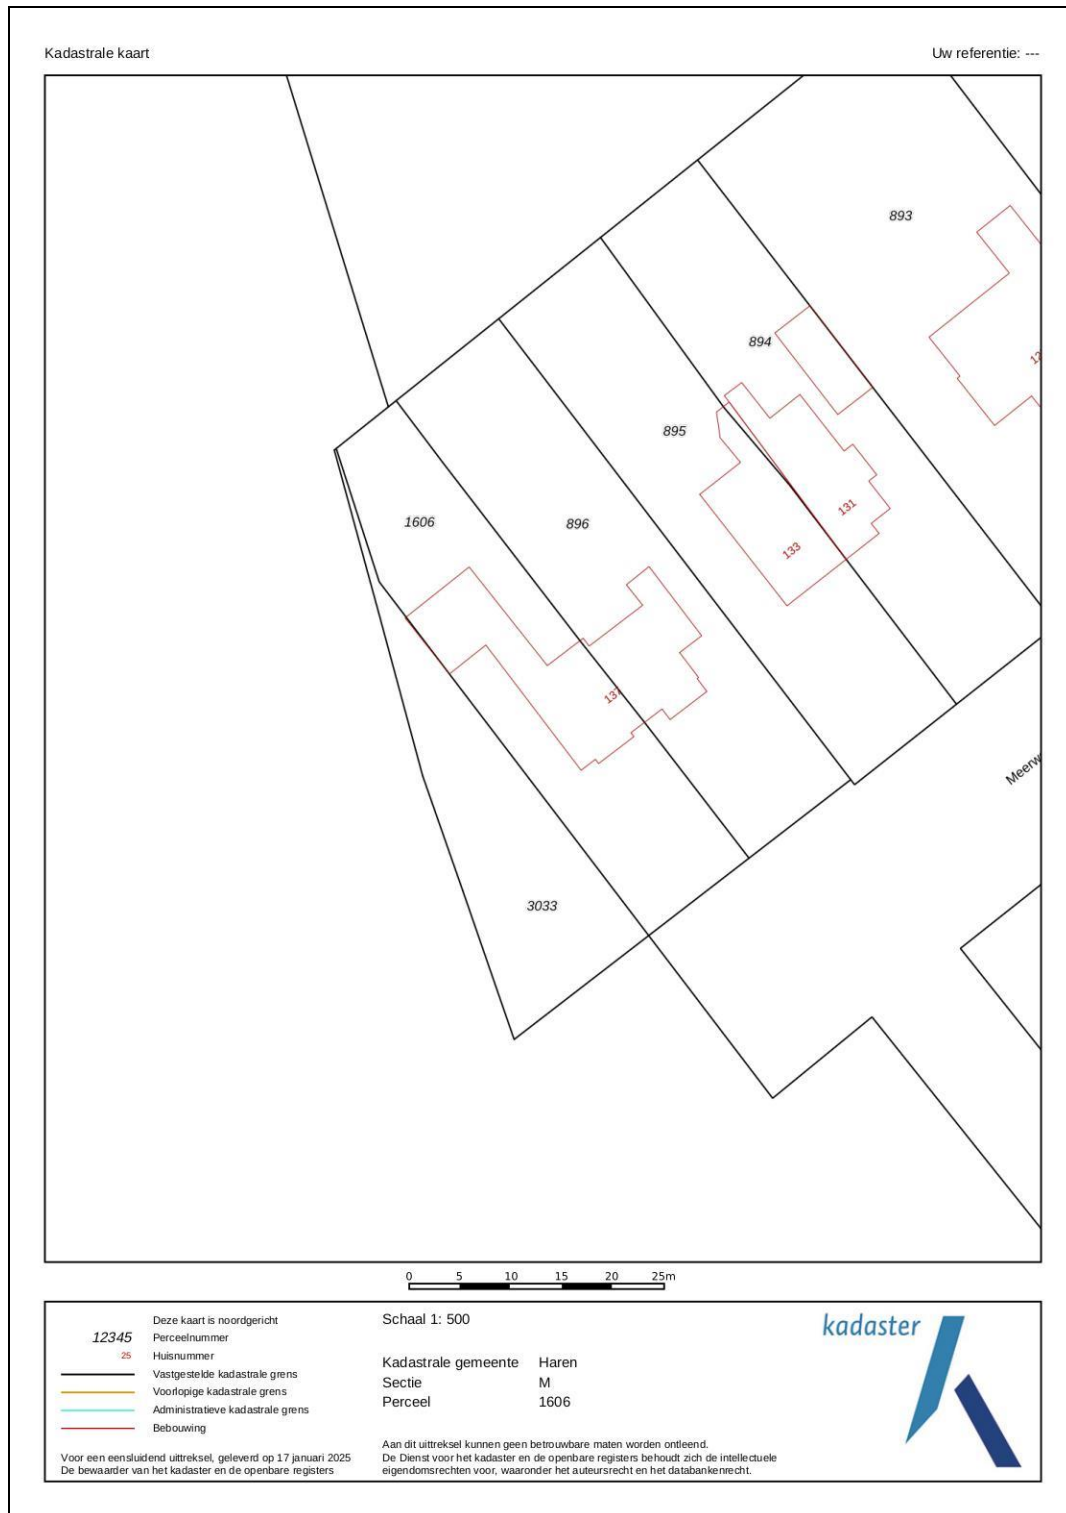 Kadastrale kaart
Uw referentie: ---
893
894
895
131
133
1606
896
137
Meerw
3033
0 5 10 15 20 25m
Deze kaart is noordgericht
12345 Perceelnummer
25 Huisnummer
Vastgestelde kadastrale grens
Voorlopige kadastrale grens
Administratieve kadastrale grens
Bebouwing
Voor een eensluidend uittreksel, geleverd op 17 januari 2025
De bewaarder van het kadaster en de openbare registers
Schaal 1: 500
Kadastrale gemeente Haren
Sectie M
Perceel 1606
Aan dit uittreksel kunnen geen betrouwbare maten worden ontleend.
De Dienst voor het kadaster en de openbare registers behoudt zich de intellectuele
eigendomsrechten voor, waaronder het auteursrecht en het databankenrecht.
kadaster